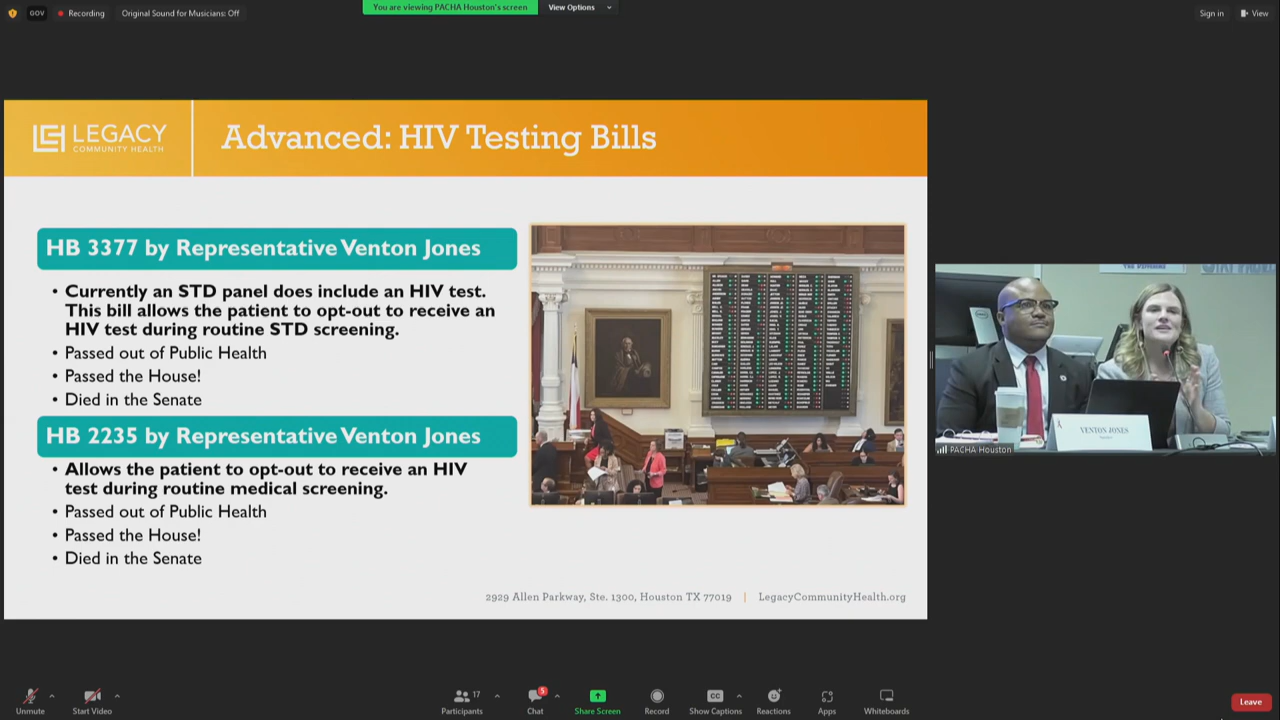 GOV
Recording
Original Sound for Musicians: Off
You are viewing PACHA Houston's screen
View Options
Sign in
View
LEGACY
COMMUNITY HEALTH
Advanced: HIV Testing Bills
HB 3377 by Representative Venton Jones
• Currently an STD panel does include an HIV test.
This bill allows the patient to opt-out to receive an
HIV test during routine STD screening.
• Passed out of Public Health
• Passed the House!
• Died in the Senate
HB 2235 by Representative Venton Jones
• Allows the patient to opt-out to receive an HIV
test during routine medical screening.
• Passed out of Public Health
• Passed the House!
• Died in the Senate
2929 Allen Parkway, Ste. 1300, Houston TX 77019 | LegacyCommunityHealth.org
VENTON JONES
PACHA Houston
Unmute
Start Video
17
Participants
5
Chat
Share Screen
Record
CC
Show Captions
Reactions
Apps
Whiteboards
Leave